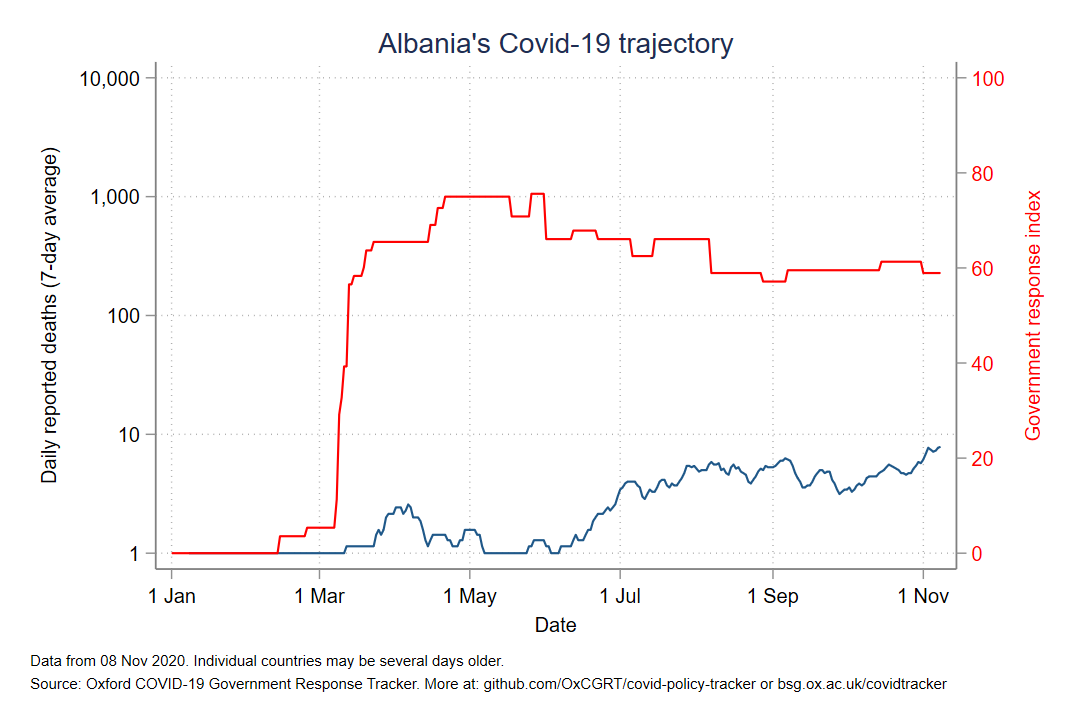 Albania's Covid-19 trajectory
10,000
1,000
100
10
1
Daily reported deaths (7-day average)
100
80
60
40
20
0
Government response index
1 Jan
1 Mar
1 May
1 Jul
1 Sep
1 Nov
Date
Data from 08 Nov 2020. Individual countries may be several days older.
Source: Oxford COVID-19 Government Response Tracker. More at: github.com/OxCGRT/covid-policy-tracker or bsg.ox.ac.uk/covidtracker